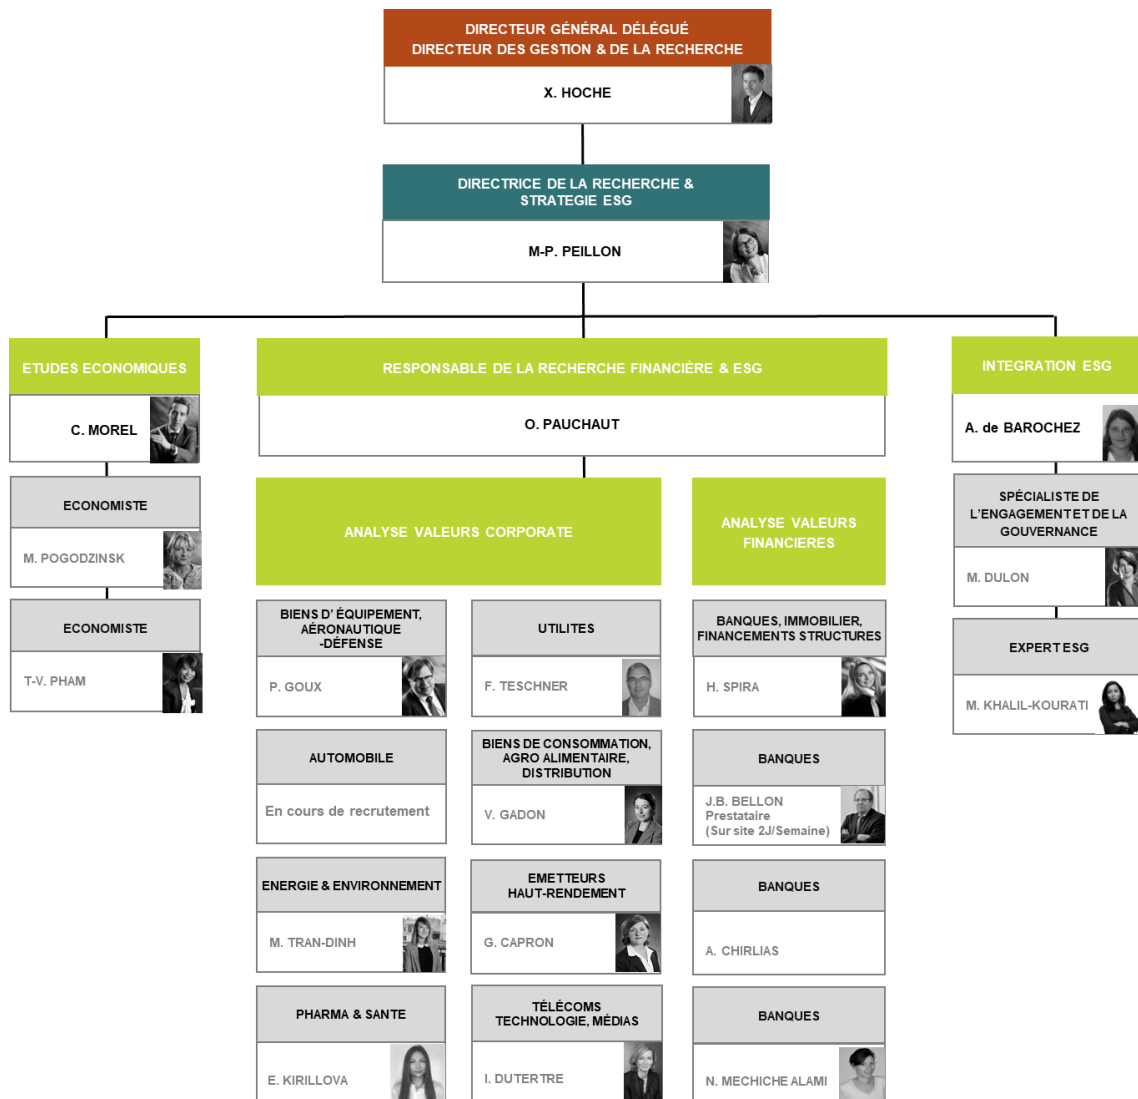 DIRECTEUR GÉNÉRAL DÉLÉGUÉ
DIRECTEUR DES GESTION & DE LA RECHERCHE
X. HOCHE
DIRECTRICE DE LA RECHERCHE &
STRATEGIE ESG
M-P. PEILLON
ETUDES ECONOMIQUES
C. MOREL
ECONOMISTE
M. POGODZINSK
ECONOMISTE
T-V. PHAM
RESPONSABLE DE LA RECHERCHE FINANCIÈRE & ESG
O. PAUCHAUT
ANALYSE VALEURS CORPORATE
BIENS D' ÉQUIPEMENT,
AÉRONAUTIQUE
-DÉFENSE
P. GOUX
AUTOMOBILE
En cours de recrutement
ENERGIE & ENVIRONNEMENT
M. TRAN-DINH
PHARMA & SANTE
E. KIRILLOVA
UTILITES
F. TESCHNER
BIENS DE CONSOMMATION,
AGRO ALIMENTAIRE,
DISTRIBUTION
V. GADON
EMETTEURS
HAUT-RENDEMENT
G. CAPRON
TÉLÉCOMS
TECHNOLOGIE, MÉDIAS
I. DUTERTRE
ANALYSE VALEURS
FINANCIERES
BANQUES, IMMOBILIER,
FINANCEMENTS STRUCTURES
H. SPIRA
BANQUES
J.B. BELLON
Prestataire
(Sur site 2J/Semaine)
BANQUES
A. CHIRLIAS
BANQUES
N. MECHICHE ALAMI
INTEGRATION ESG
A. de BAROCHEZ
SPÉCIALISTE DE
L'ENGAGEMENT ET DE LA
GOUVERNANCE
M. DULON
EXPERT ESG
M. KHALIL-KOURATI